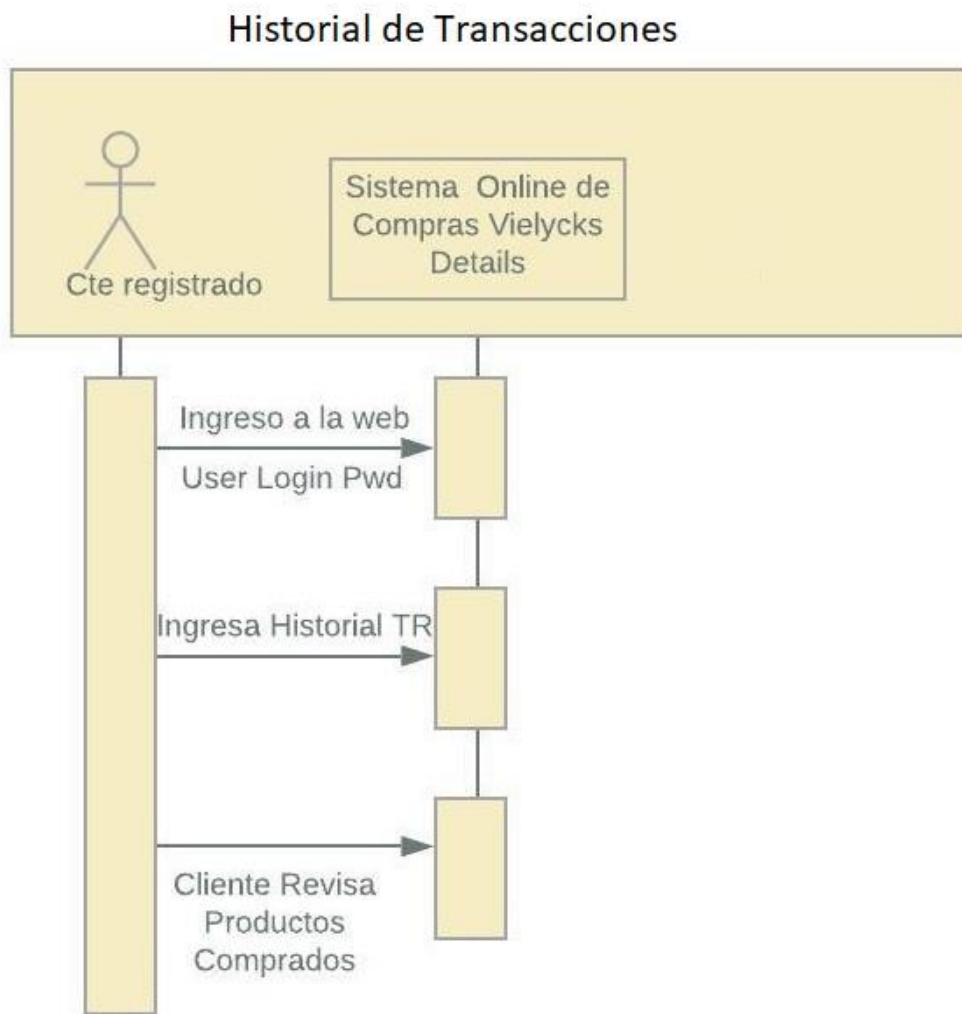 Historial de Transacciones
Sistema Online de
Compras Vielycks
Details
Cte registrado
Ingreso a la web
User Login Pwd
Ingresa Historial TR
Cliente Revisa
Productos
Comprados